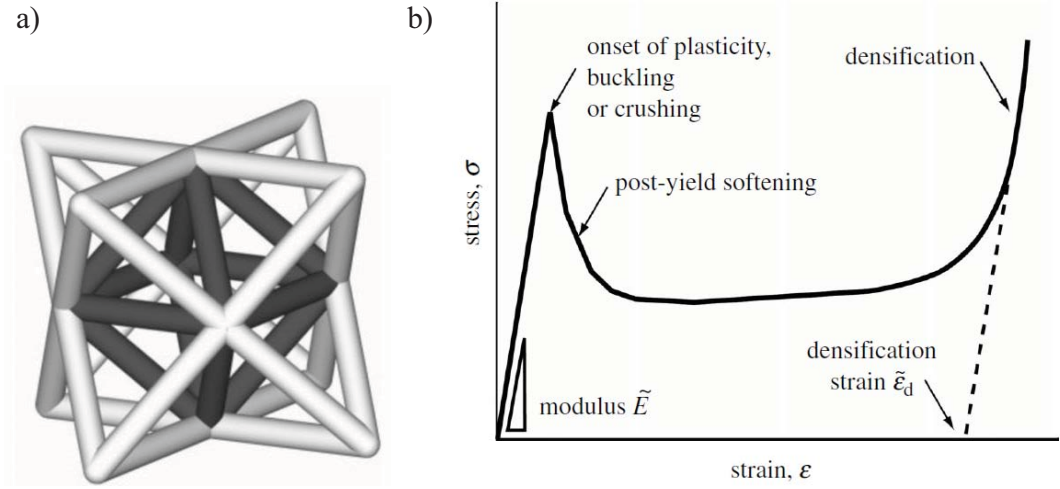 a)
b)
onset of plasticity,
buckling
or crushing
densification
post-yield softening
stress, σ
densification
strain ε̃d
modulus Ẽ
strain, ε